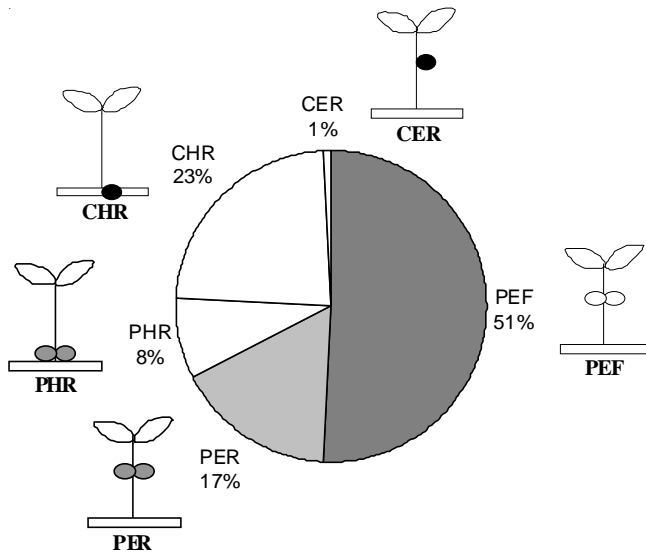 CER
CER
1%
CHR
23%
CHR
PEF
51%
PEF
PHR
8%
PHR
PER
17%
PER